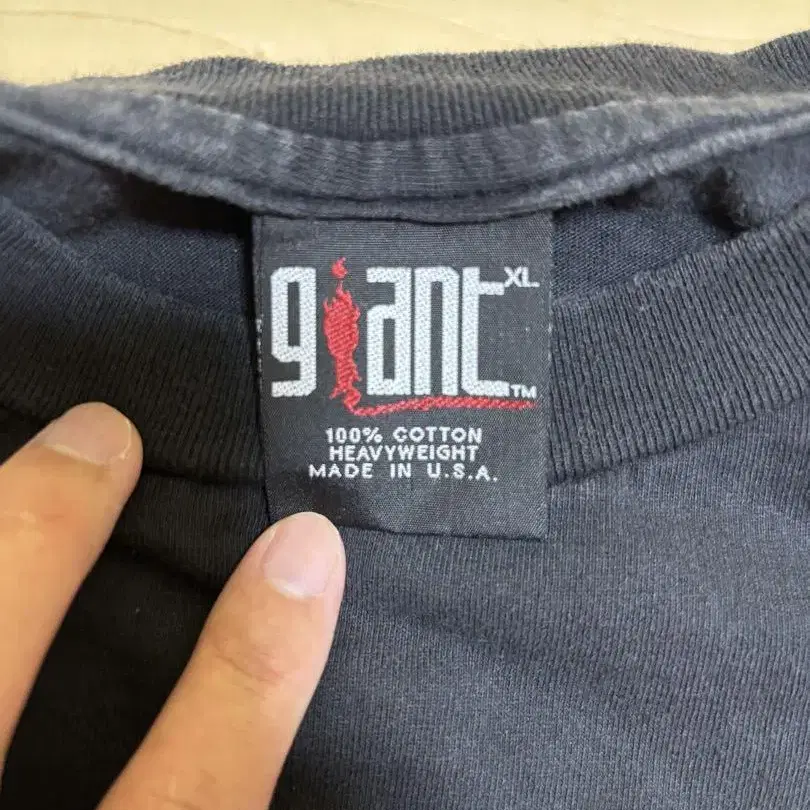 giant XL
TM
100% COTTON
HEAVYWEIGHT
MADE IN U.S.A.